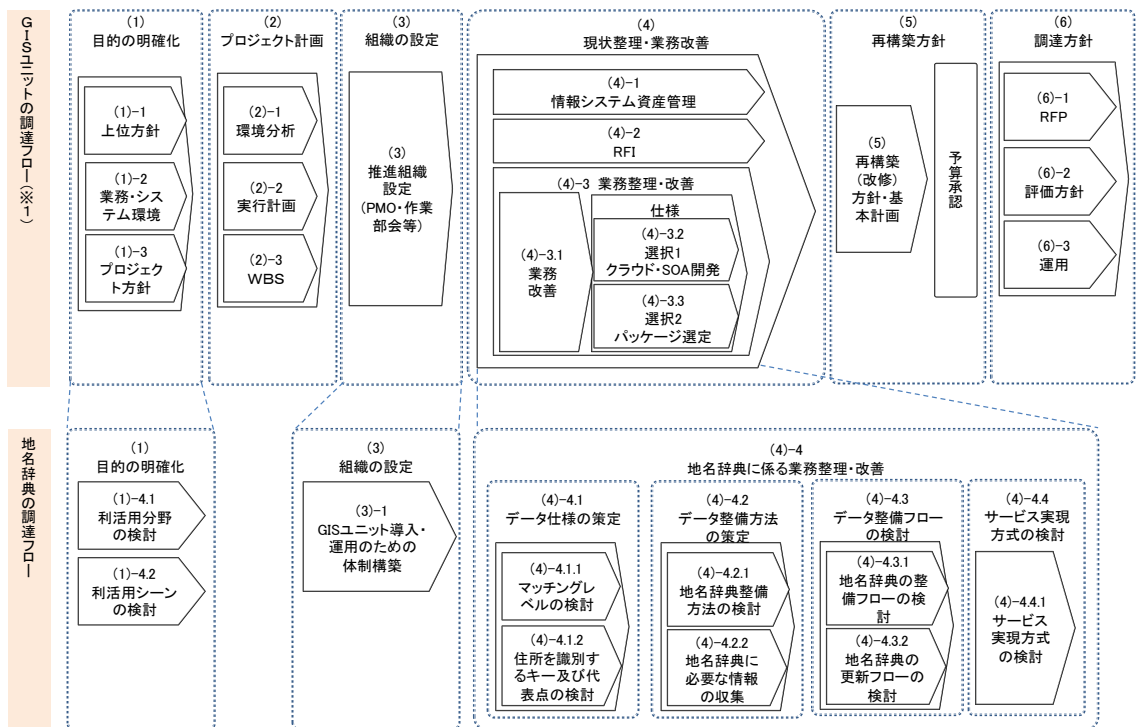 GISユニットの調達フロー(※1)
(1)
目的の明確化
(1)-1
上位方針
(1)-2
業務・シス
テム環境
(1)-3
プロジェク
ト方針
(2)
プロジェクト計画
(2)-1
環境分析
(2)-2
実行計画
(2)-3
WBS
(3)
組織の設定
(3)
推進組織
設定
(PMO・作業
部会等)
(4)
現状整理・業務改善
(4)-1
情報システム資産管理
(4)-2
RFI
(4)-3 業務整理・改善
(4)-3.1
業務
改善
仕様
(4)-3.2
選択1
クラウド・SOA開発
(4)-3.3
選択2
パッケージ選定
(5)
再構築方針
(5)
再構築
(改修)
方針・基
本計画
予算承認
(6)
調達方針
(6)-1
RFP
(6)-2
評価方針
(6)-3
運用
地名辞典の調達フロー
(1)
目的の明確化
(1)-4.1
利活用分野
の検討
(1)-4.2
利活用シーン
の検討
(3)
組織の設定
(3)-1
GISユニット導入・
運用のための
体制構築
(4)-4
地名辞典に係る業務整理・改善
(4)-4.1
データ仕様の策定
(4)-4.1.1
マッチングレ
ベルの検討
(4)-4.1.2
住所を識別す
るキー及び代
表点の検討
(4)-4.2
データ整備方法
の策定
(4)-4.2.1
地名辞典整備
方法の検討
(4)-4.2.2
地名辞典に
必要な情報
の収集
(4)-4.3
データ整備フロー
の検討
(4)-4.3.1
地名辞典の整
備フローの検
討
(4)-4.3.2
地名辞典の
更新フローの
検討
(4)-4.4
サービス実現
方式の検討
(4)-4.4.1
サービス
実現方式
の検討